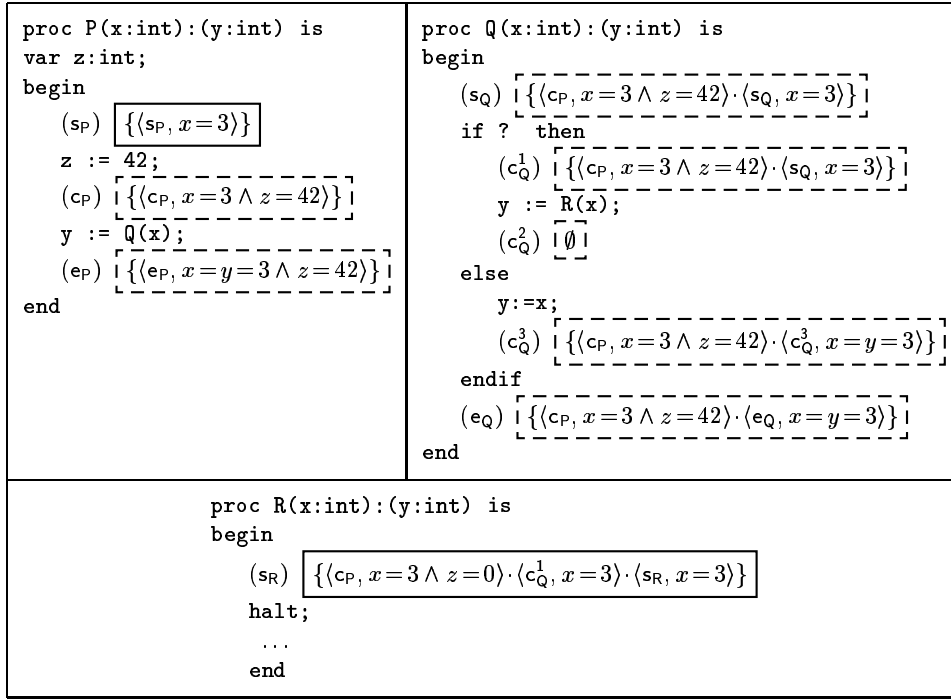 proc P(x:int):(y:int) is
var z:int;
begin
(s_P) {⟨s_P, x=3⟩}
z := 42;
(c_P) {⟨c_P, x=3 ∧ z=42⟩}
y := Q(x);
(e_P) {⟨e_P, x=y=3 ∧ z=42⟩}
end
proc Q(x:int):(y:int) is
begin
(s_Q) {⟨c_P, x=3 ∧ z=42⟩·⟨s_Q, x=3⟩}
if ? then
(c_Q^1) {⟨c_P, x=3 ∧ z=42⟩·⟨s_Q, x=3⟩}
y := R(x);
(c_Q^2) ∅
else
y:=x;
(c_Q^3) {⟨c_P, x=3 ∧ z=42⟩·⟨c_Q^3, x=y=3⟩}
endif
(e_Q) {⟨c_P, x=3 ∧ z=42⟩·⟨e_Q, x=y=3⟩}
end
proc R(x:int):(y:int) is
begin
(s_R) {⟨c_P, x=3 ∧ z=0⟩·⟨c_Q^1, x=3⟩·⟨s_R, x=3⟩}
halt;
...
end